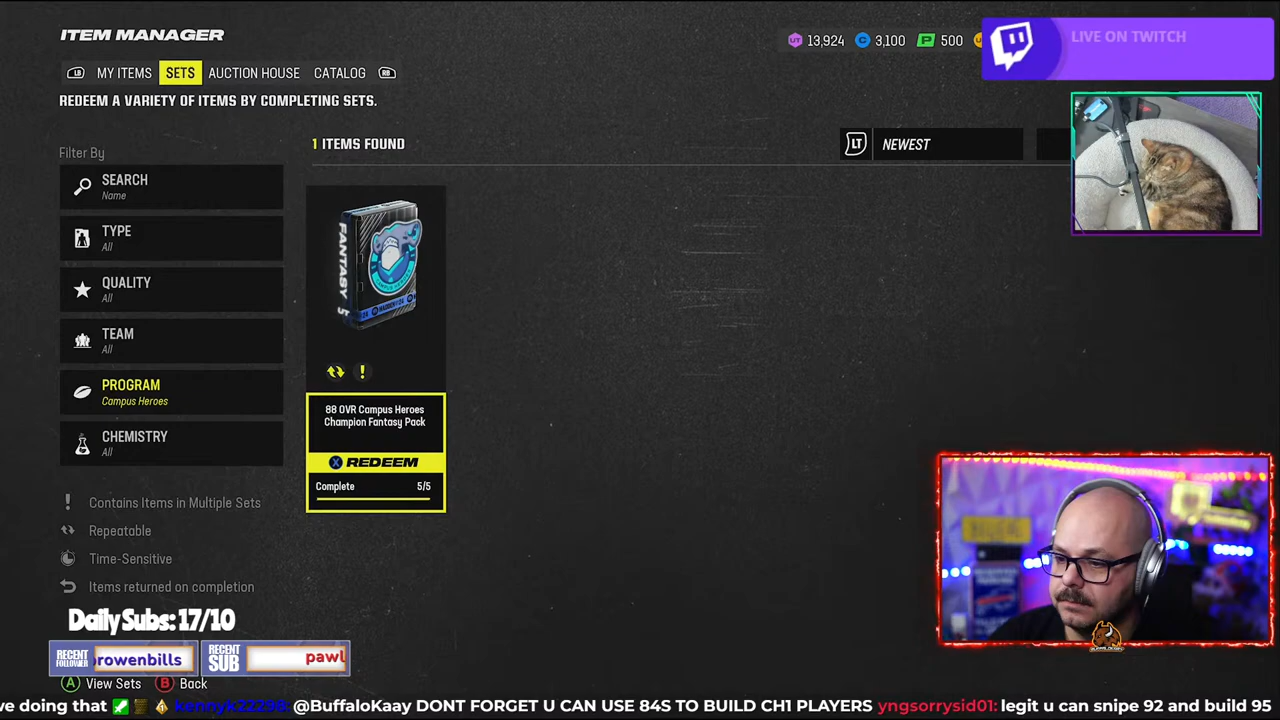 ITEM MANAGER
13,924 C 3,100 P 500
LIVE ON TWITCH
LB MY ITEMS SETS AUCTION HOUSE CATALOG RB
REDEEM A VARIETY OF ITEMS BY COMPLETING SETS.
1 ITEMS FOUND
LT NEWEST
Filter By
SEARCH
Name
TYPE
All
QUALITY
All
TEAM
All
PROGRAM
Campus Heroes
CHEMISTRY
All
FANTASY
88 OVR Campus Heroes
Champion Fantasy Pack
X REDEEM
Complete 5/5
! Contains Items in Multiple Sets
Repeatable
Time-Sensitive
Items returned on completion
Daily Subs: 17/10
RECENT FOLLOWER rowenbills RECENT SUB pawl
A View Sets B Back
ve doing that kennyk22298: @BuffaloKaay DONT FORGET U CAN USE 84S TO BUILD CH1 PLAYERS yngsorrysid01: legit u can snipe 92 and build 95